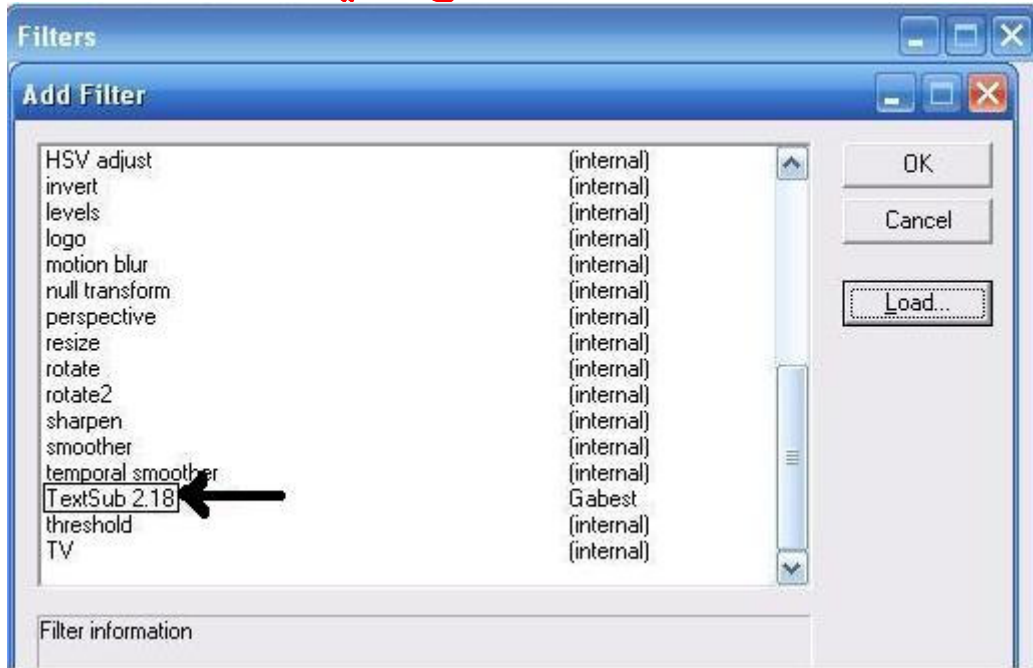 Filters
Add Filter
HSV adjust (internal)
invert (internal)
levels (internal)
logo (internal)
motion blur (internal)
null transform (internal)
perspective (internal)
resize (internal)
rotate (internal)
rotate2 (internal)
sharpen (internal)
smoother (internal)
temporal smoother (internal)
TextSub 2.18 Gabest
threshold (internal)
TV (internal)
OK
Cancel
Load...
Filter information